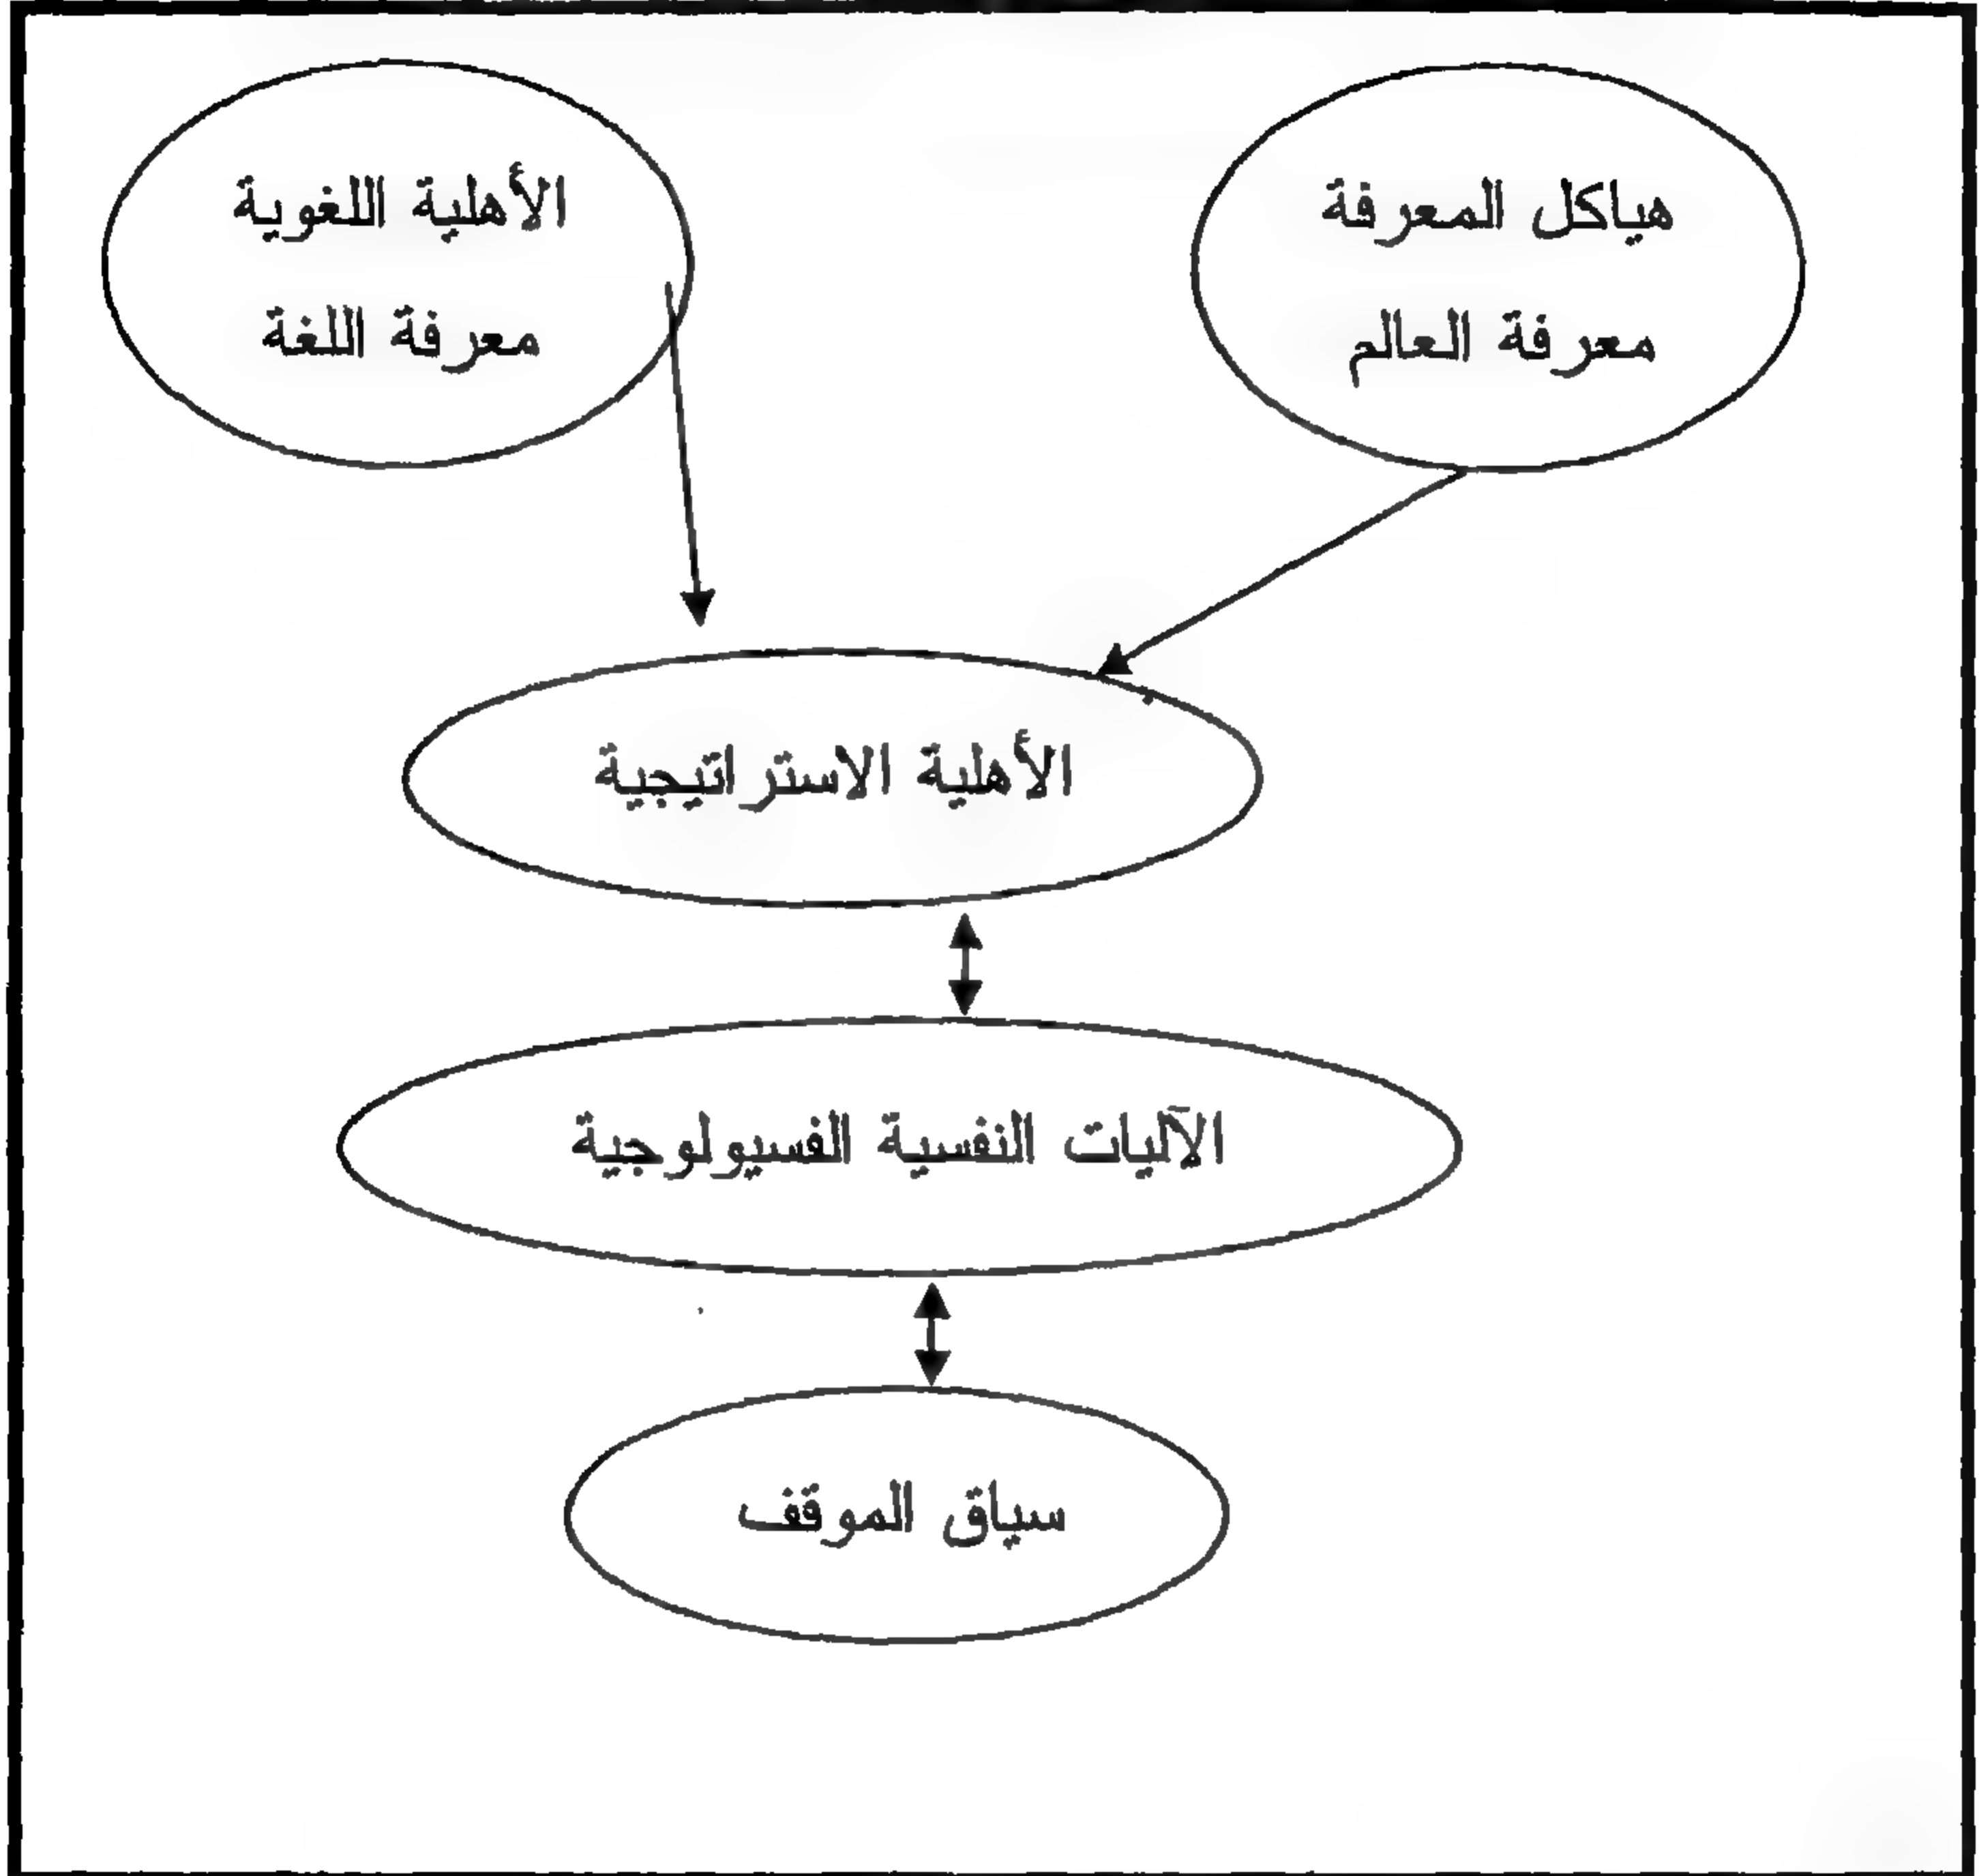 هياكل المعرفة
معرفة العالم
الأهلية اللغوية
معرفة اللغة
الأهلية الاستراتيجية
الآليات النفسية الفسيولوجية
سياق الموقف